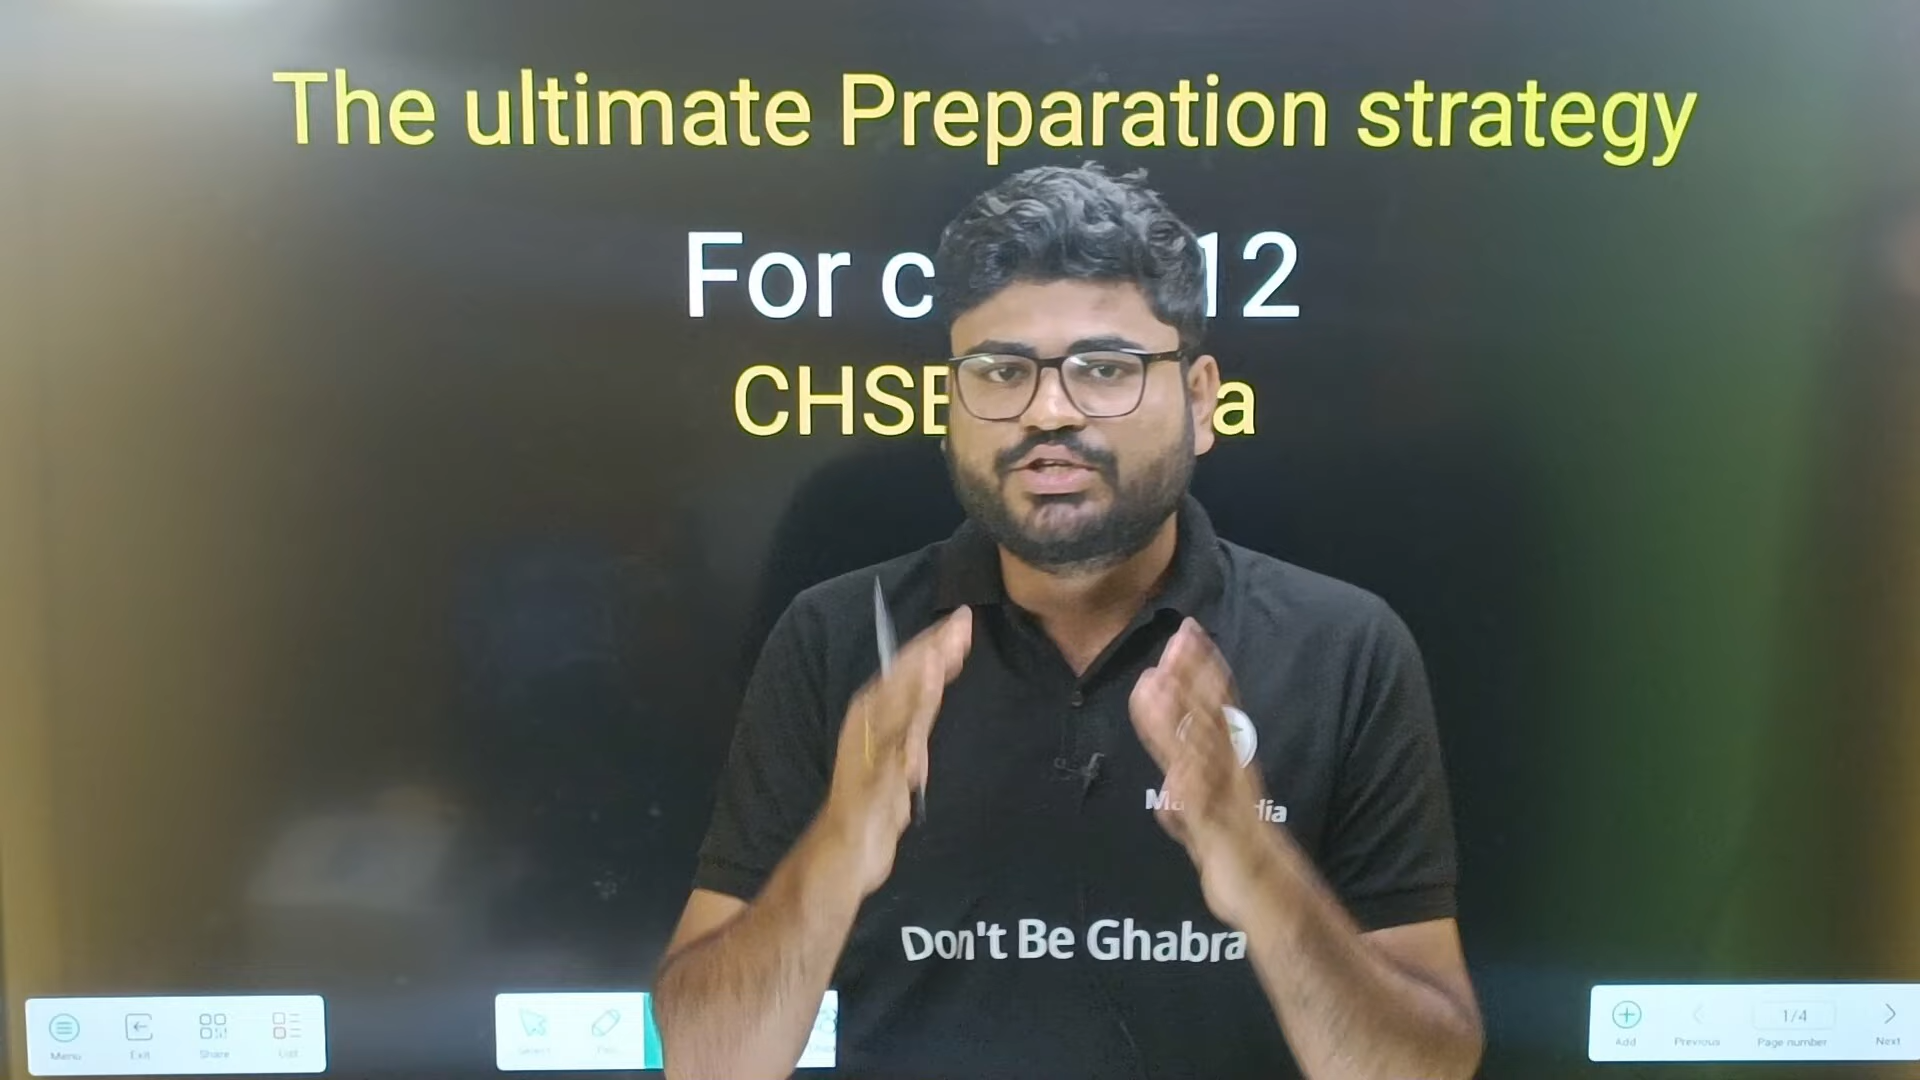 The ultimate Preparation strategy
For 12
CHSE
Don't Be Ghabra
Menu
Exit
Share
List
Select
Add
Previous
1/4
Page number
Next